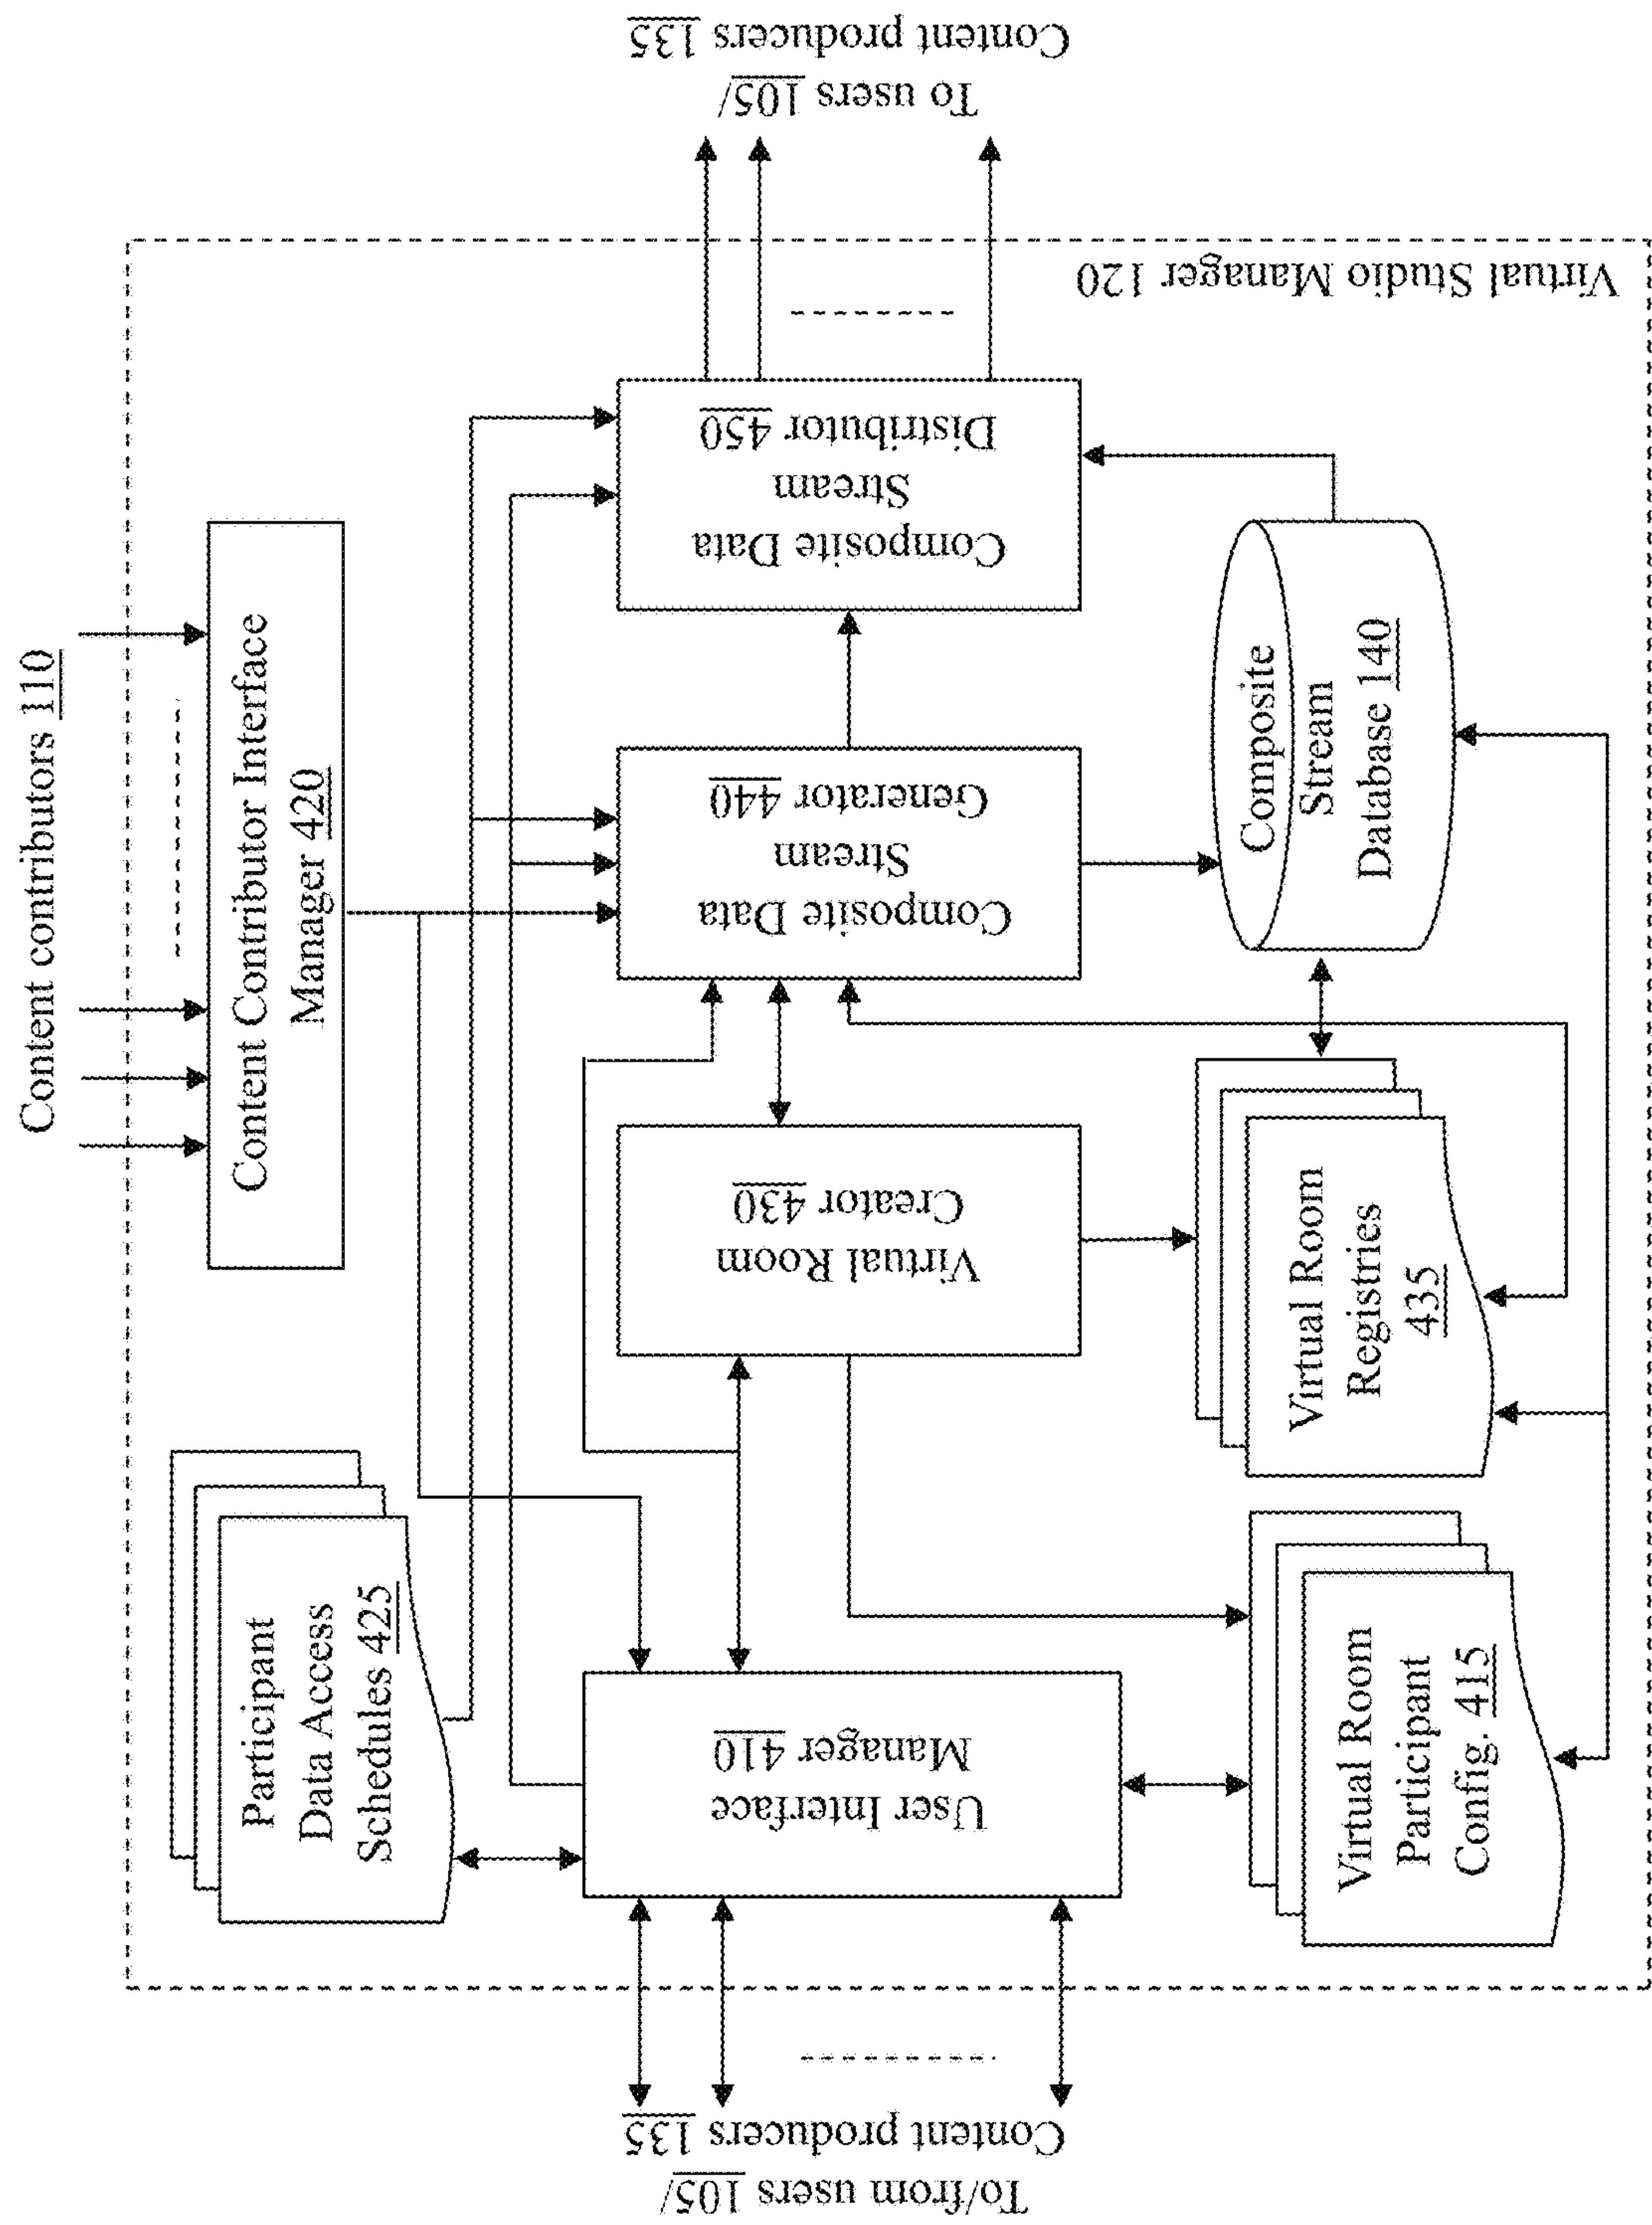 Content contributors 110
Content Contributor Interface
Manager 420
Participant
Data Access
Schedules 425
To/from users 105/
Content producers 135
User Interface
Manager 410
Virtual Room
Creator 430
Composite Data
Stream
Generator 440
Composite Data
Stream
Distributor 450
To users 105/
Content producers 135
Virtual Room
Participant
Config. 415
Virtual Room
Registries
435
Composite
Stream
Database 140
Virtual Studio Manager 120